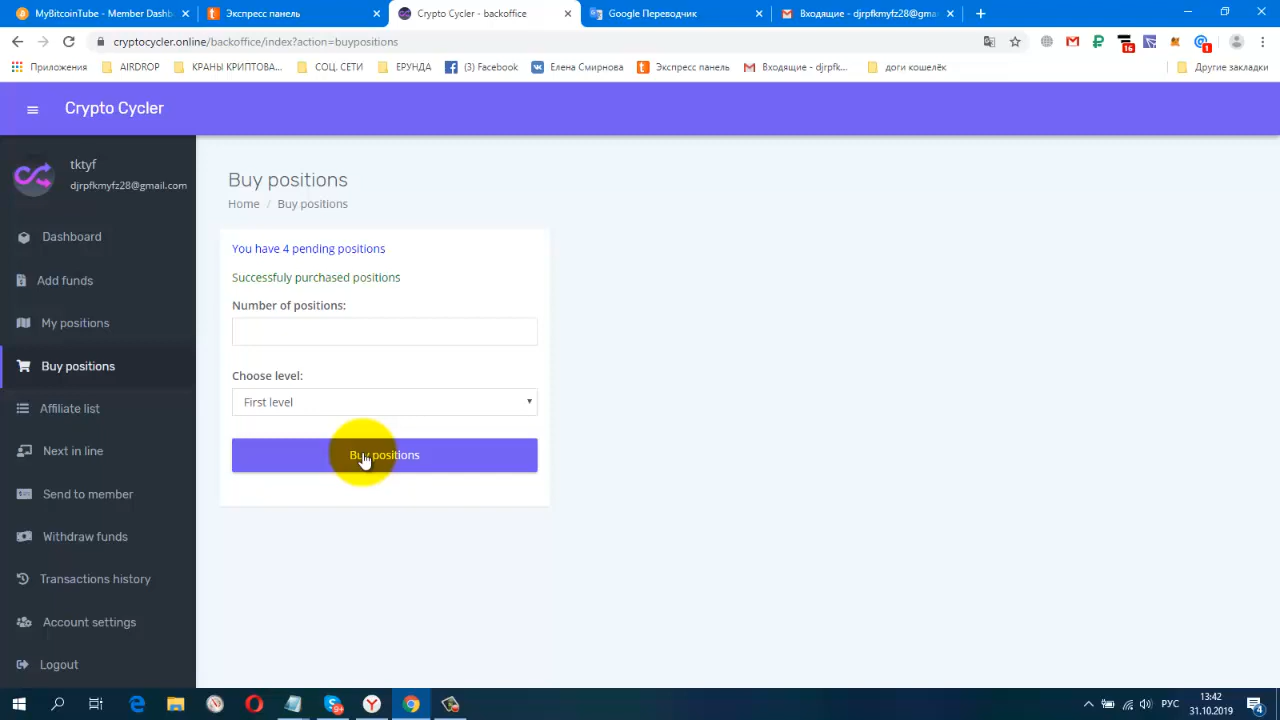 MyBitcoinTube - Member Dashb
Экспресс панель
Crypto Cycler - backoffice
Google Переводчик
Входящие - djrpfkmyfz28@gmai
cryptocycler.online/backoffice/index?action=buypositions
16
1
Приложения
AIRDROP
КРАНЫ КРИПТОВА...
СОЦ. СЕТИ
ЕРУНДА
(3) Facebook
Елена Смирнова
Экспресс панель
Входящие - djrpfk...
доги кошелёк
Другие закладки
Crypto Cycler
tktyf
djrpfkmyfz28@gmail.com
Dashboard
Add funds
My positions
Buy positions
Affiliate list
Next in line
Send to member
Withdraw funds
Transactions history
Account settings
Logout
Buy positions
Home / Buy positions
You have 4 pending positions
Successfuly purchased positions
Number of positions:
Choose level:
First level
Buy positions
РУС
13:42
31.10.2019
4